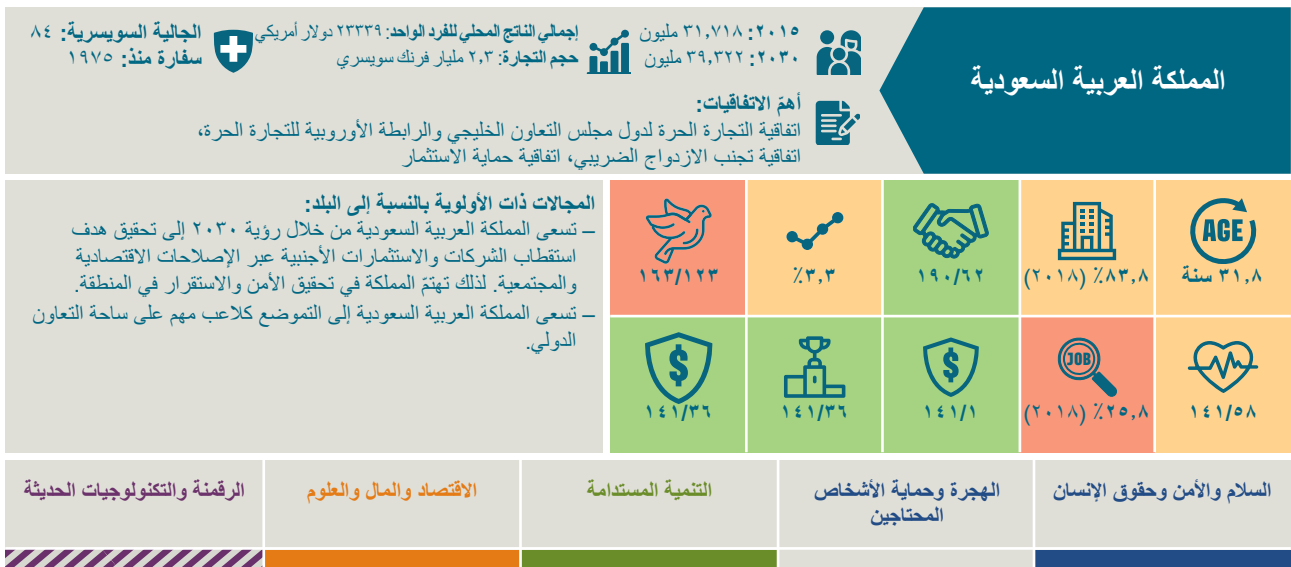 المملكة العربية السعودية
٢٠١٥: ٣١,٧١٨ مليون
٢٠٣٠: ٣٩,٣٢٢ مليون
إجمالي الناتج المحلي للفرد الواحد: ٢٣٣٣٩ دولار أمريكي
حجم التجارة: ٢,٣ مليار فرنك سويسري
الجالية السويسرية: ٨٤
سفارة منذ: ١٩٧٥
أهمّ الاتفاقيات:
اتفاقية التجارة الحرة لدول مجلس التعاون الخليجي والرابطة الأوروبية للتجارة الحرة،
اتفاقية تجنب الازدواج الضريبي، اتفاقية حماية الاستثمار
AGE
٣١,٨ سنة
٨٣,٨٪ (٢٠١٨)
١٩٠/٦٢
٣,٣٪
١٦٣/١٢٣
١٤١/٥٨
JOB
٢٥,٨٪ (٢٠١٨)
$
١٤١/١
١٤١/٣٦
$
١٤١/٣٦
المجالات ذات الأولوية بالنسبة إلى البلد:
– تسعى المملكة العربية السعودية من خلال رؤية ٢٠٣٠ إلى تحقيق هدف
استقطاب الشركات والاستثمارات الأجنبية عبر الإصلاحات الاقتصادية
والمجتمعية. لذلك تهتمّ المملكة في تحقيق الأمن والاستقرار في المنطقة.
– تسعى المملكة العربية السعودية إلى التموضع كلاعب مهم على ساحة التعاون
الدولي.
السلام والأمن وحقوق الإنسان
الهجرة وحماية الأشخاص
المحتاجين
التنمية المستدامة
الاقتصاد والمال والعلوم
الرقمنة والتكنولوجيات الحديثة